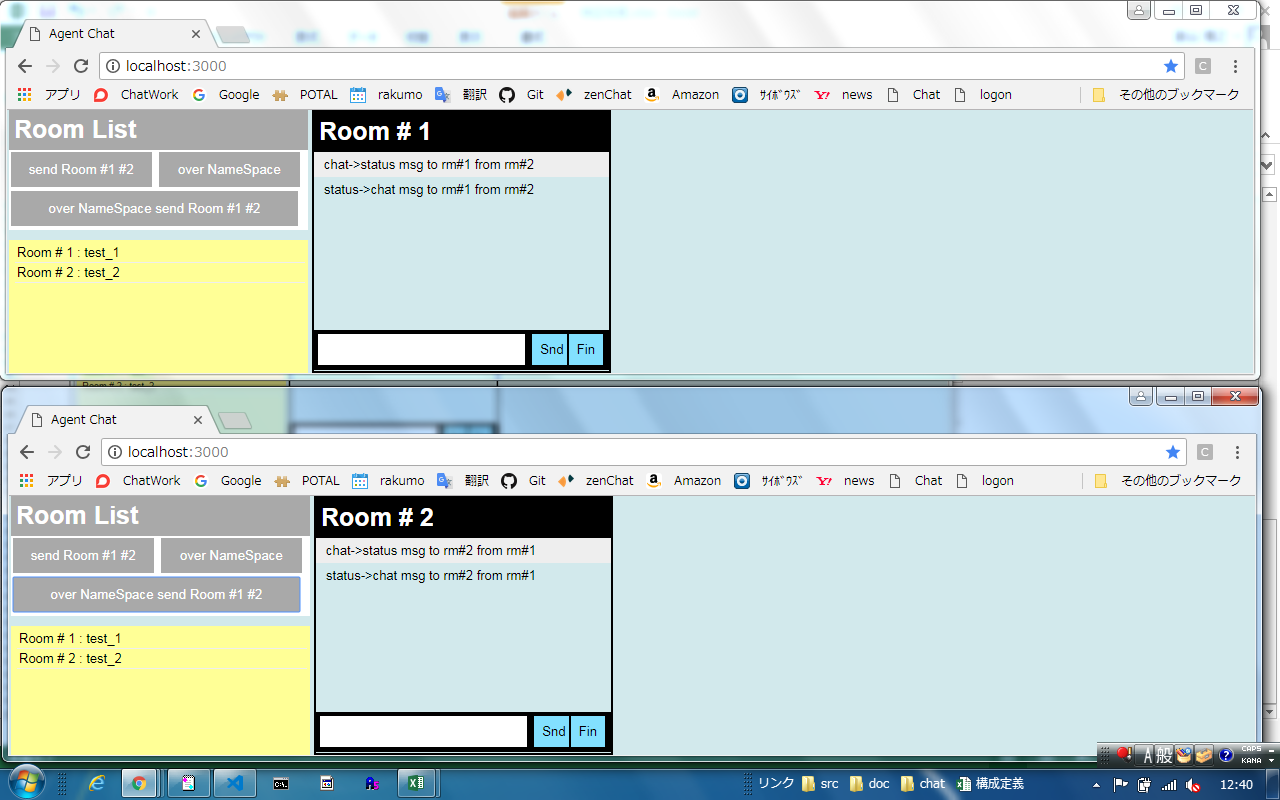 Agent Chat
localhost:3000
アプリ ChatWork Google POTAL rakumo 翻訳 Git zenChat Amazon ｻｲﾎﾞｳｽﾞ news Chat logon その他のブックマーク
Room List
send Room #1 #2 over NameSpace
over NameSpace send Room #1 #2
Room # 1 : test_1
Room # 2 : test_2
Room # 1
chat->status msg to rm#1 from rm#2
status->chat msg to rm#1 from rm#2
Snd Fin
Room # 2 : test_2
Agent Chat
localhost:3000
アプリ ChatWork Google POTAL rakumo 翻訳 Git zenChat Amazon ｻｲﾎﾞｳｽﾞ news Chat logon その他のブックマーク
Room List
send Room #1 #2 over NameSpace
over NameSpace send Room #1 #2
Room # 1 : test_1
Room # 2 : test_2
Room # 2
chat->status msg to rm#2 from rm#1
status->chat msg to rm#2 from rm#1
Snd Fin
A 般 CAPS
KANA
リンク src doc chat 構成定義 12:40